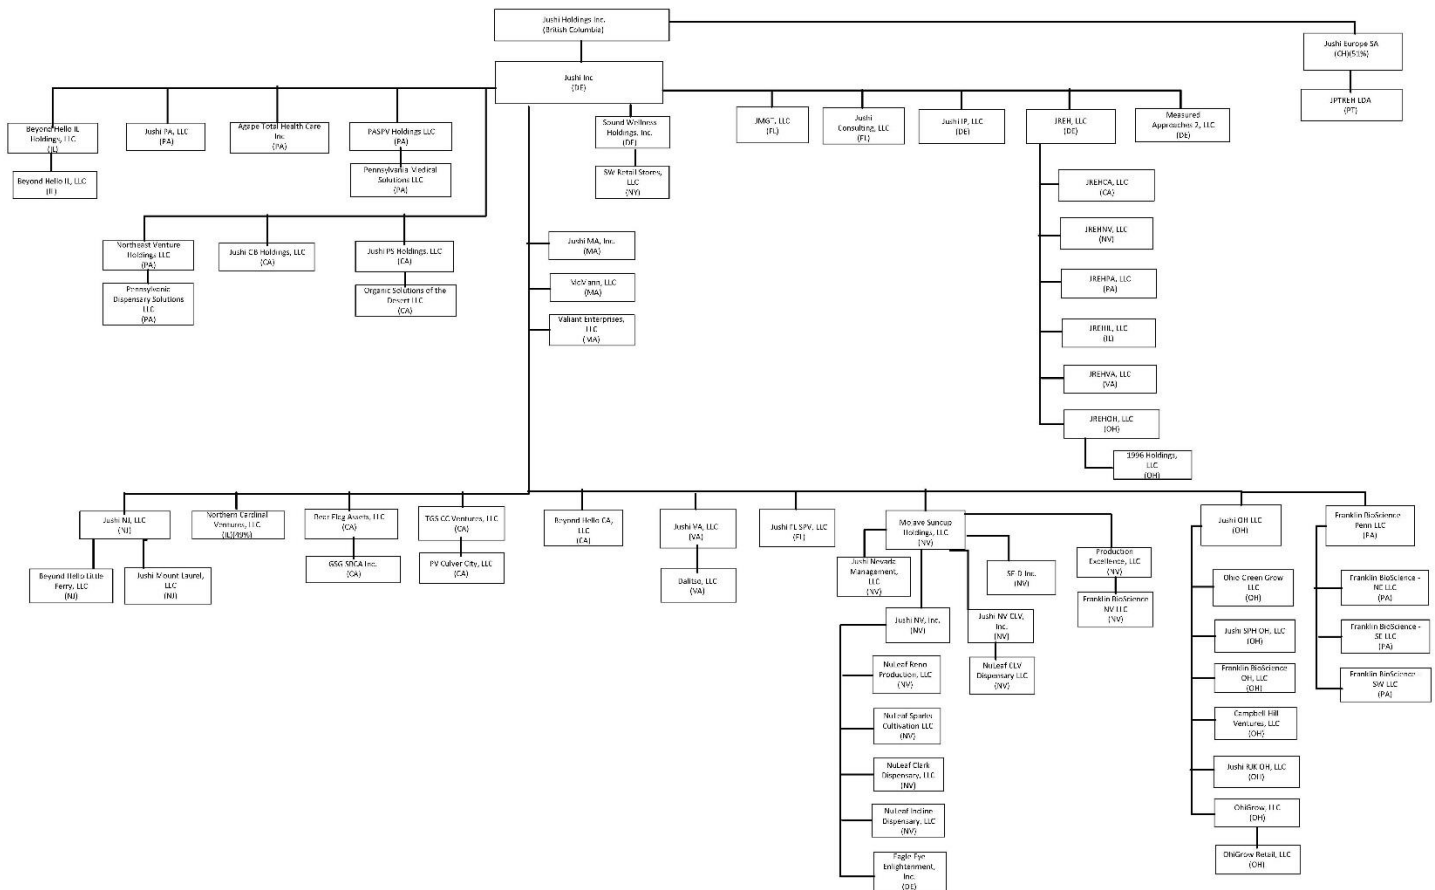 Jushi Holdings Inc.
(British Columbia)
Jushi Europe SA
(CH)(51%)
JPTREH LDA
(PT)
Jushi Inc
(DE)
Beyond Hello IL
Holdings, LLC
(IL)
Beyond Hello IL, LLC
(IL)
Jushi PA, LLC
(PA)
Agape Total Health Care
Inc
(PA)
PASPV Holdings LLC
(PA)
Pennsylvania Medical
Solutions LLC
(PA)
Sound Wellness
Holdings, Inc.
(DE)
SW Retail Stores,
LLC
(NY)
JMGT, LLC
(FL)
Jushi
Consulting, LLC
(FL)
Jushi IP, LLC
(DE)
JREH, LLC
(DE)
Measured
Approaches 2, LLC
(DE)
JREHCA, LLC
(CA)
JREHNV, LLC
(NV)
JREHPA, LLC
(PA)
JREHIL, LLC
(IL)
JREHVA, LLC
(VA)
JREHOH, LLC
(OH)
1996 Holdings,
LLC
(OH)
Northeast Venture
Holdings LLC
(PA)
Pennsylvania
Dispensary Solutions
LLC
(PA)
Jushi CB Holdings, LLC
(CA)
Jushi PS Holdings, LLC
(CA)
Organic Solutions of the
Desert LLC
(CA)
Jushi MA, Inc.
(MA)
McMann, LLC
(MA)
Valiant Enterprises,
LLC
(MA)
Jushi NJ, LLC
(NJ)
Beyond Hello Little
Ferry, LLC
(NJ)
Jushi Mount Laurel,
LLC
(NJ)
Northern Cardinal
Ventures, LLC
(IL)(49%)
Bear Flag Assets, LLC
(CA)
GSG SBCA Inc.
(CA)
TGS CC Ventures, LLC
(CA)
PV Culver City, LLC
(CA)
Beyond Hello CA,
LLC
(CA)
Jushi VA, LLC
(VA)
Dalitso, LLC
(VA)
Jushi FL SPV, LLC
(FL)
Mojave Suncup
Holdings, LLC
(NV)
Jushi Nevada
Management,
LLC
(NV)
SF-D Inc.
(NV)
Production
Excellence, LLC
(NV)
Franklin BioScience
NV LLC
(NV)
Jushi NV, Inc.
(NV)
Jushi NV CLV,
Inc.
(NV)
NuLeaf CLV
Dispensary LLC
(NV)
NuLeaf Reno
Production, LLC
(NV)
NuLeaf Sparks
Cultivation LLC
(NV)
NuLeaf Clark
Dispensary, LLC
(NV)
NuLeaf Incline
Dispensary, LLC
(NV)
Eagle Eye
Enlightenment,
Inc.
(DE)
Jushi OH LLC
(OH)
Ohio Green Grow
LLC
(OH)
Jushi SPH OH, LLC
(OH)
Franklin BioScience
OH, LLC
(OH)
Campbell Hill
Ventures, LLC
(OH)
Jushi RJK OH, LLC
(OH)
OhiGrow, LLC
(OH)
OhiGrow Retail, LLC
(OH)
Franklin BioScience -
Penn LLC
(PA)
Franklin BioScience -
NC LLC
(PA)
Franklin BioScience -
SE LLC
(PA)
Franklin BioScience -
SW LLC
(PA)